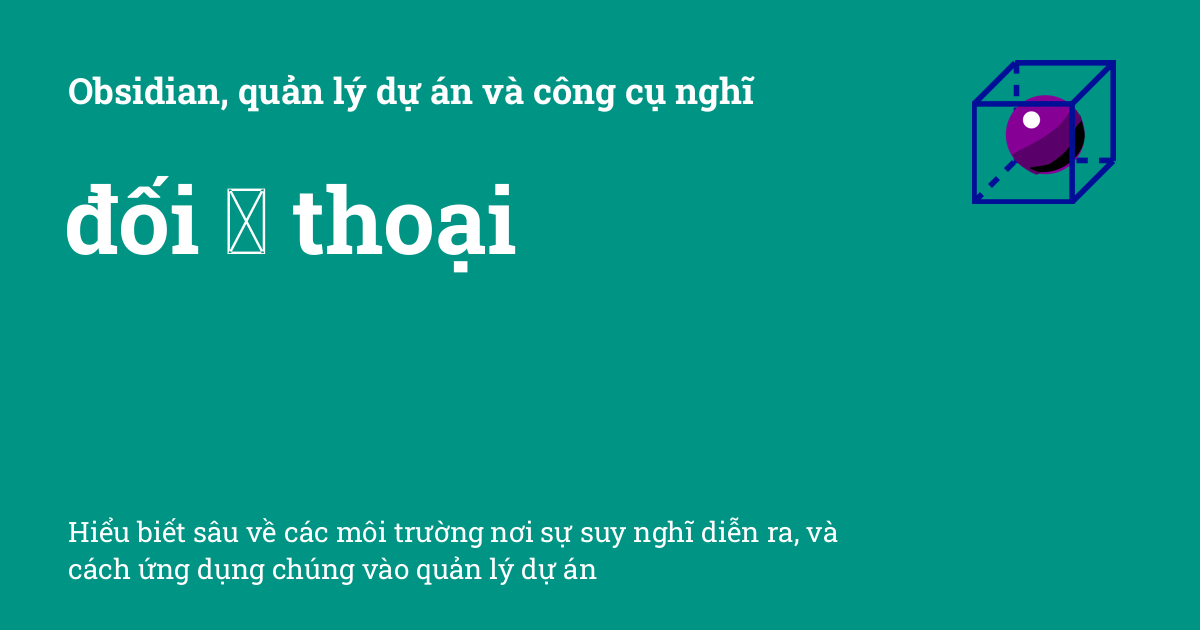 Obsidian, quản lý dự án và công cụ nghĩ
đối thoại
Hiểu biết sâu về các môi trường nơi sự suy nghĩ diễn ra, và
cách ứng dụng chúng vào quản lý dự án